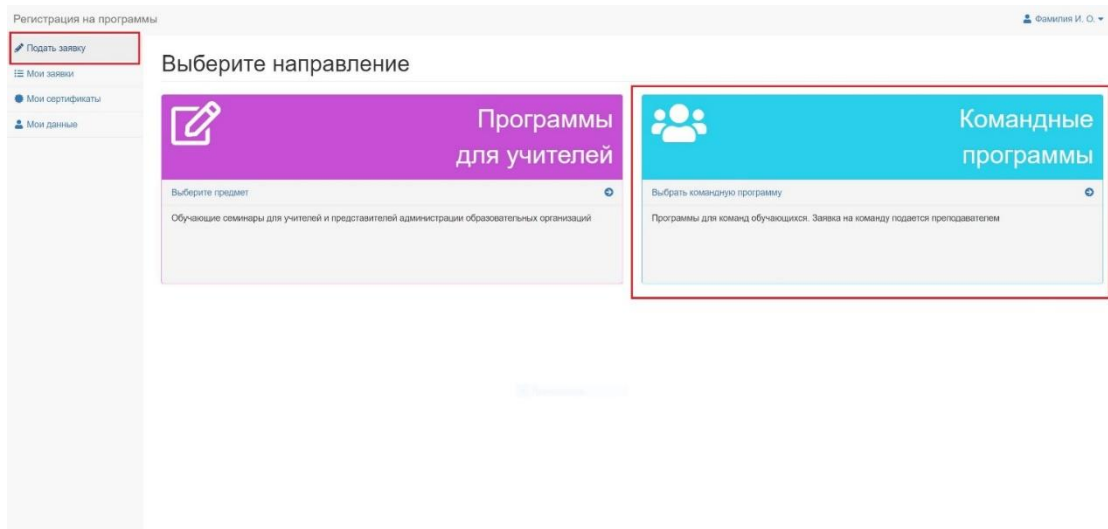 Регистрация на программы
Фамилия И. О.
Подать заявку
Мои заявки
Мои сертификаты
Мои данные
Выберите направление
Программы
для учителей
Выберите предмет
Обучающие семинары для учителей и представителей администрации образовательных организаций
Командные
программы
Выбрать командную программу
Программы для команд обучающихся. Заявка на команду подается преподавателем